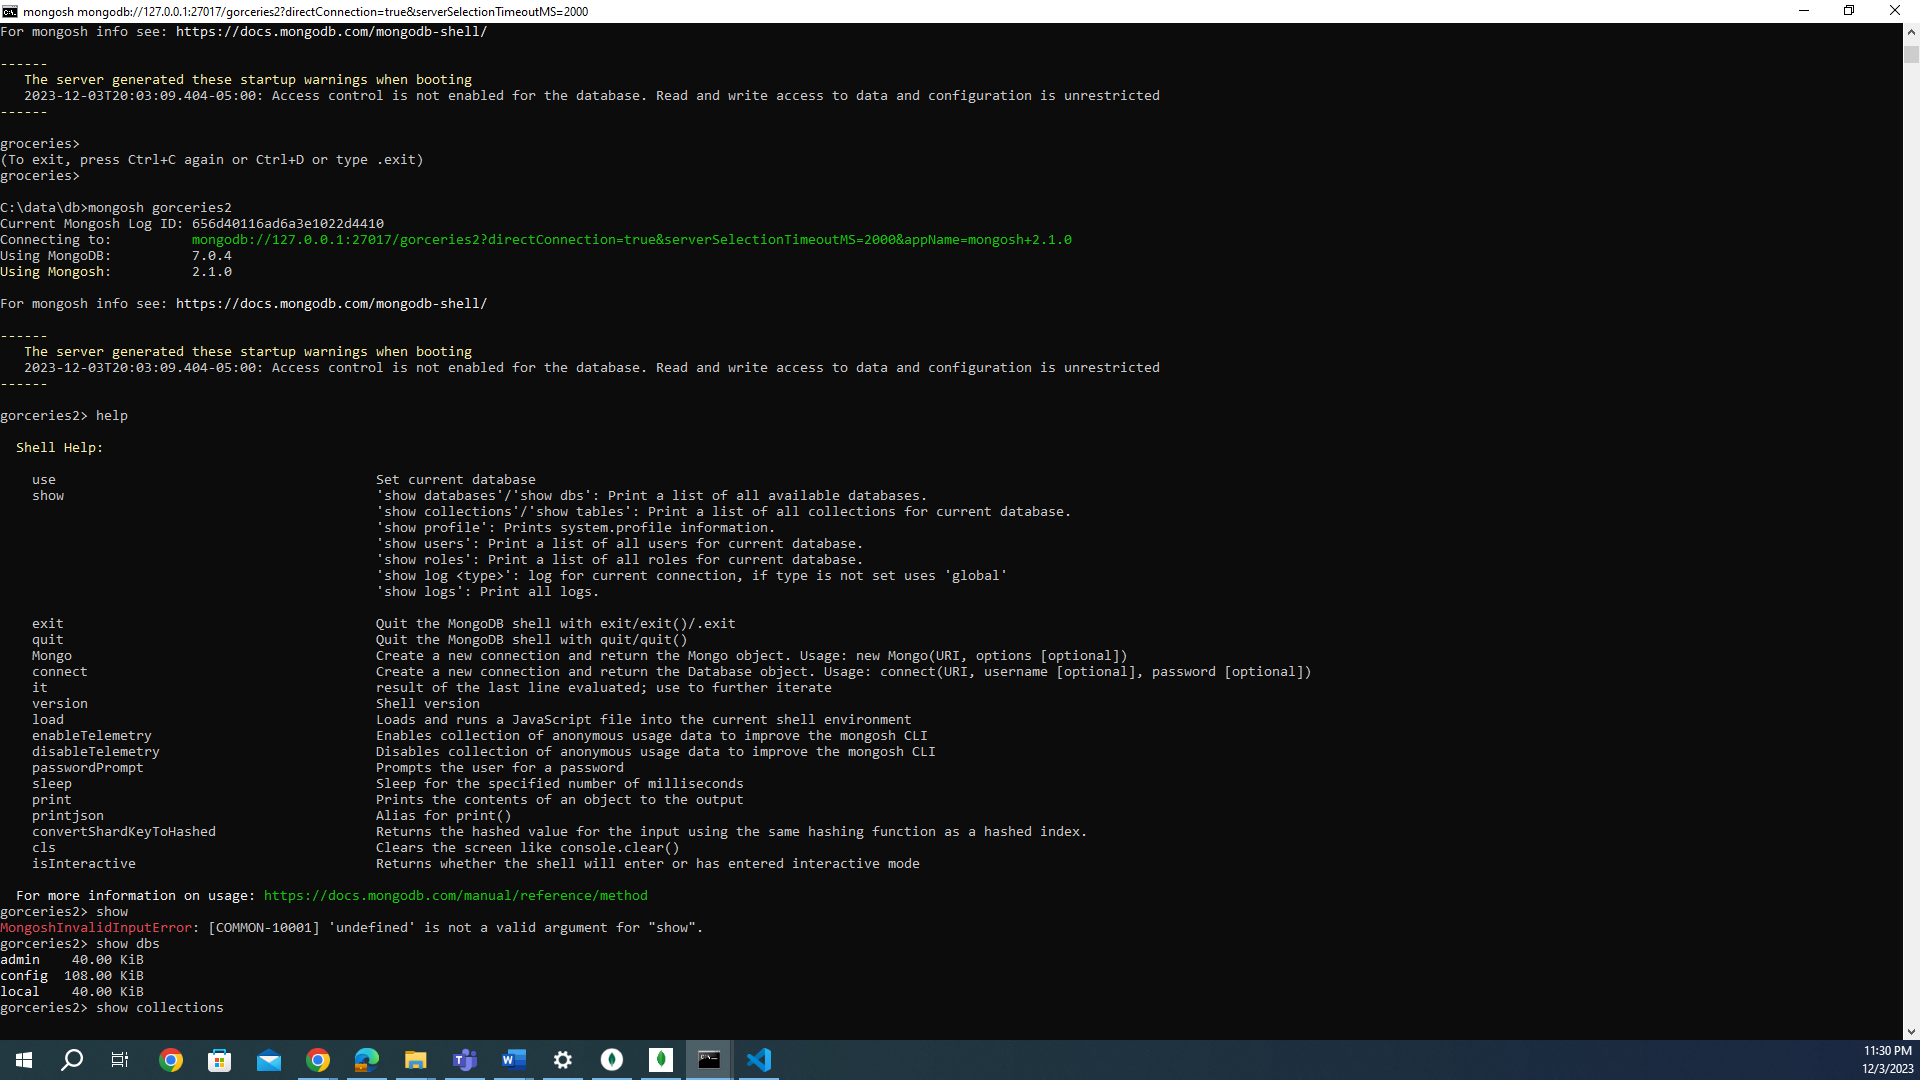 mongosh mongodb://127.0.0.1:27017/gorceries2?directConnection=true&serverSelectionTimeoutMS=2000
For mongosh info see: https://docs.mongodb.com/mongodb-shell/
------
The server generated these startup warnings when booting
2023-12-03T20:03:09.404-05:00: Access control is not enabled for the database. Read and write access to data and configuration is unrestricted
------
groceries>
(To exit, press Ctrl+C again or Ctrl+D or type .exit)
groceries>
C:\data\db>mongosh gorceries2
Current Mongosh Log ID: 656d40116ad6a3e1022d4410
Connecting to: mongodb://127.0.0.1:27017/gorceries2?directConnection=true&serverSelectionTimeoutMS=2000&appName=mongosh+2.1.0
Using MongoDB: 7.0.4
Using Mongosh: 2.1.0
For mongosh info see: https://docs.mongodb.com/mongodb-shell/
------
The server generated these startup warnings when booting
2023-12-03T20:03:09.404-05:00: Access control is not enabled for the database. Read and write access to data and configuration is unrestricted
------
gorceries2> help
Shell Help:
use Set current database
show 'show databases'/'show dbs': Print a list of all available databases.
'show collections'/'show tables': Print a list of all collections for current database.
'show profile': Prints system.profile information.
'show users': Print a list of all users for current database.
'show roles': Print a list of all roles for current database.
'show log <type>': log for current connection, if type is not set uses 'global'
'show logs': Print all logs.
exit Quit the MongoDB shell with exit/exit()/.exit
quit Quit the MongoDB shell with quit/quit()
Mongo Create a new connection and return the Mongo object. Usage: new Mongo(URI, options [optional])
connect Create a new connection and return the Database object. Usage: connect(URI, username [optional], password [optional])
it result of the last line evaluated; use to further iterate
version Shell version
load Loads and runs a JavaScript file into the current shell environment
enableTelemetry Enables collection of anonymous usage data to improve the mongosh CLI
disableTelemetry Disables collection of anonymous usage data to improve the mongosh CLI
passwordPrompt Prompts the user for a password
sleep Sleep for the specified number of milliseconds
print Prints the contents of an object to the output
printjson Alias for print()
convertShardKeyToHashed Returns the hashed value for the input using the same hashing function as a hashed index.
cls Clears the screen like console.clear()
isInteractive Returns whether the shell will enter or has entered interactive mode
For more information on usage: https://docs.mongodb.com/manual/reference/method
gorceries2> show
MongoshInvalidInputError: [COMMON-10001] 'undefined' is not a valid argument for "show".
gorceries2> show dbs
admin 40.00 KiB
config 108.00 KiB
local 40.00 KiB
gorceries2> show collections
11:30 PM
12/3/2023